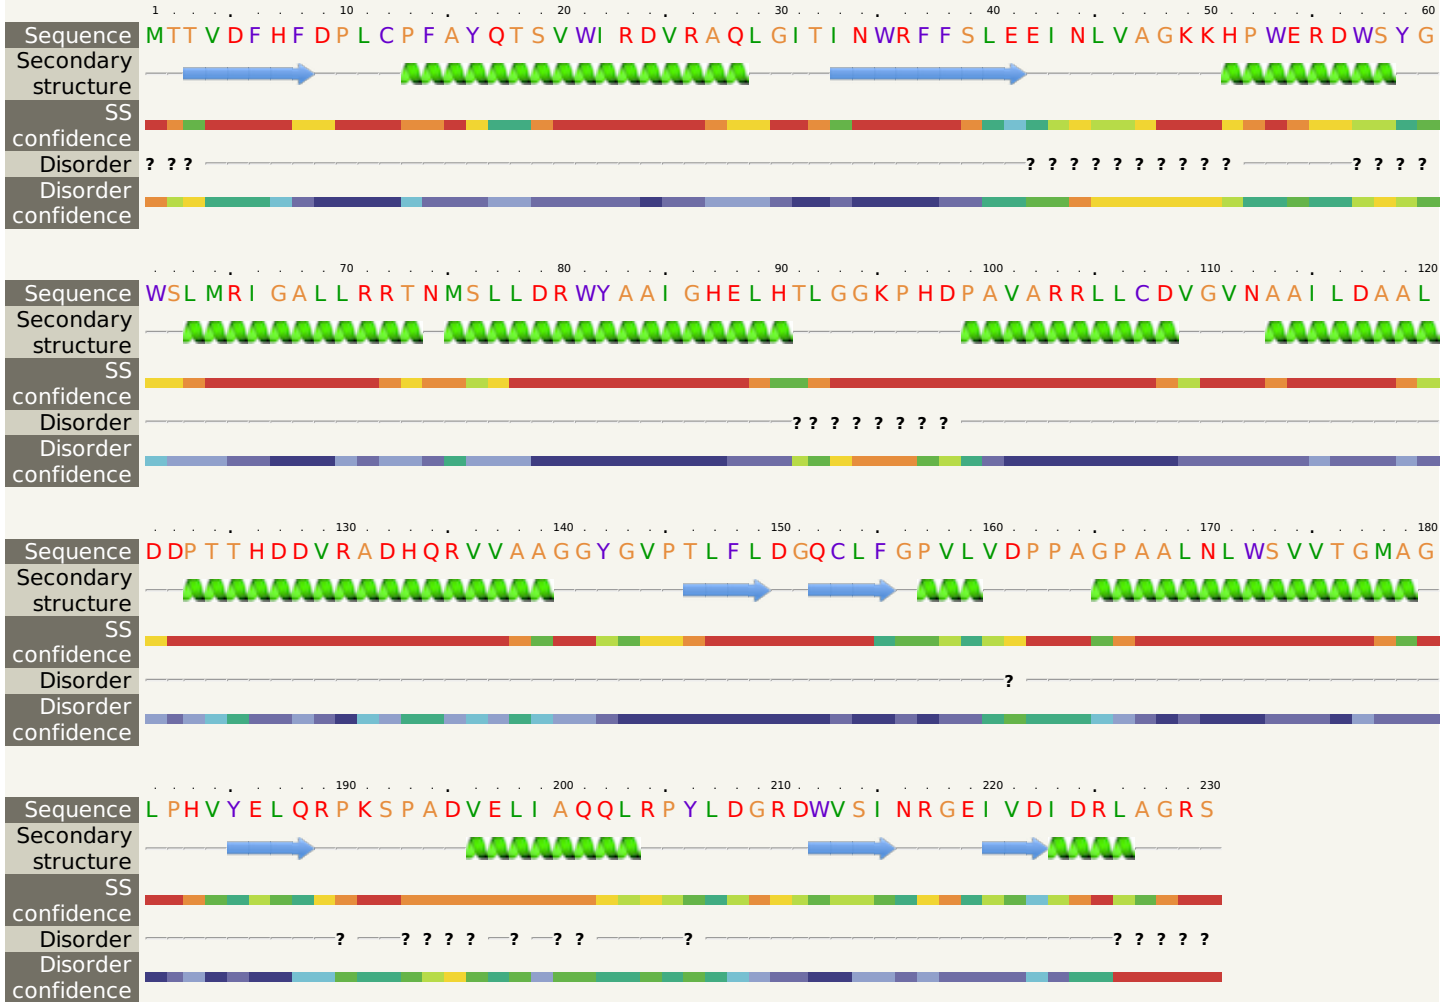 1 10 20 30 40 50 60
Sequence MTTVDFHFDPLCPFAYQTSVWIRDVRAQLGITINWRFFSLEEINLVAGKKHPWERDWSYG
Secondary
structure
SS
confidence
Disorder ? ? ? ? ? ? ? ? ? ? ? ? ? ? ? ? ?
Disorder
confidence
70 80 90 100 110 120
Sequence WSLMRIGALLRRTNMSLLDRWYAAIGHELHTLGGKPHDPAVARRLLCDVGVNAAILDAAL
Secondary
structure
SS
confidence
Disorder ? ? ? ? ? ? ? ?
Disorder
confidence
130 140 150 160 170 180
Sequence DDPTTHDDVRADHQRVVAAGGYGVPTLFLDGQCLFGPVLVDPPAGPAALNLWSVVTGMAG
Secondary
structure
SS
confidence
Disorder ?
Disorder
confidence
190 200 210 220 230
Sequence LPHVYELQRPKSPADVELIAQQLRPYLDGRDWVSINRGEIVDIDRLAGRS
Secondary
structure
SS
confidence
Disorder ? ? ? ? ? ? ? ? ? ? ? ? ? ?
Disorder
confidence